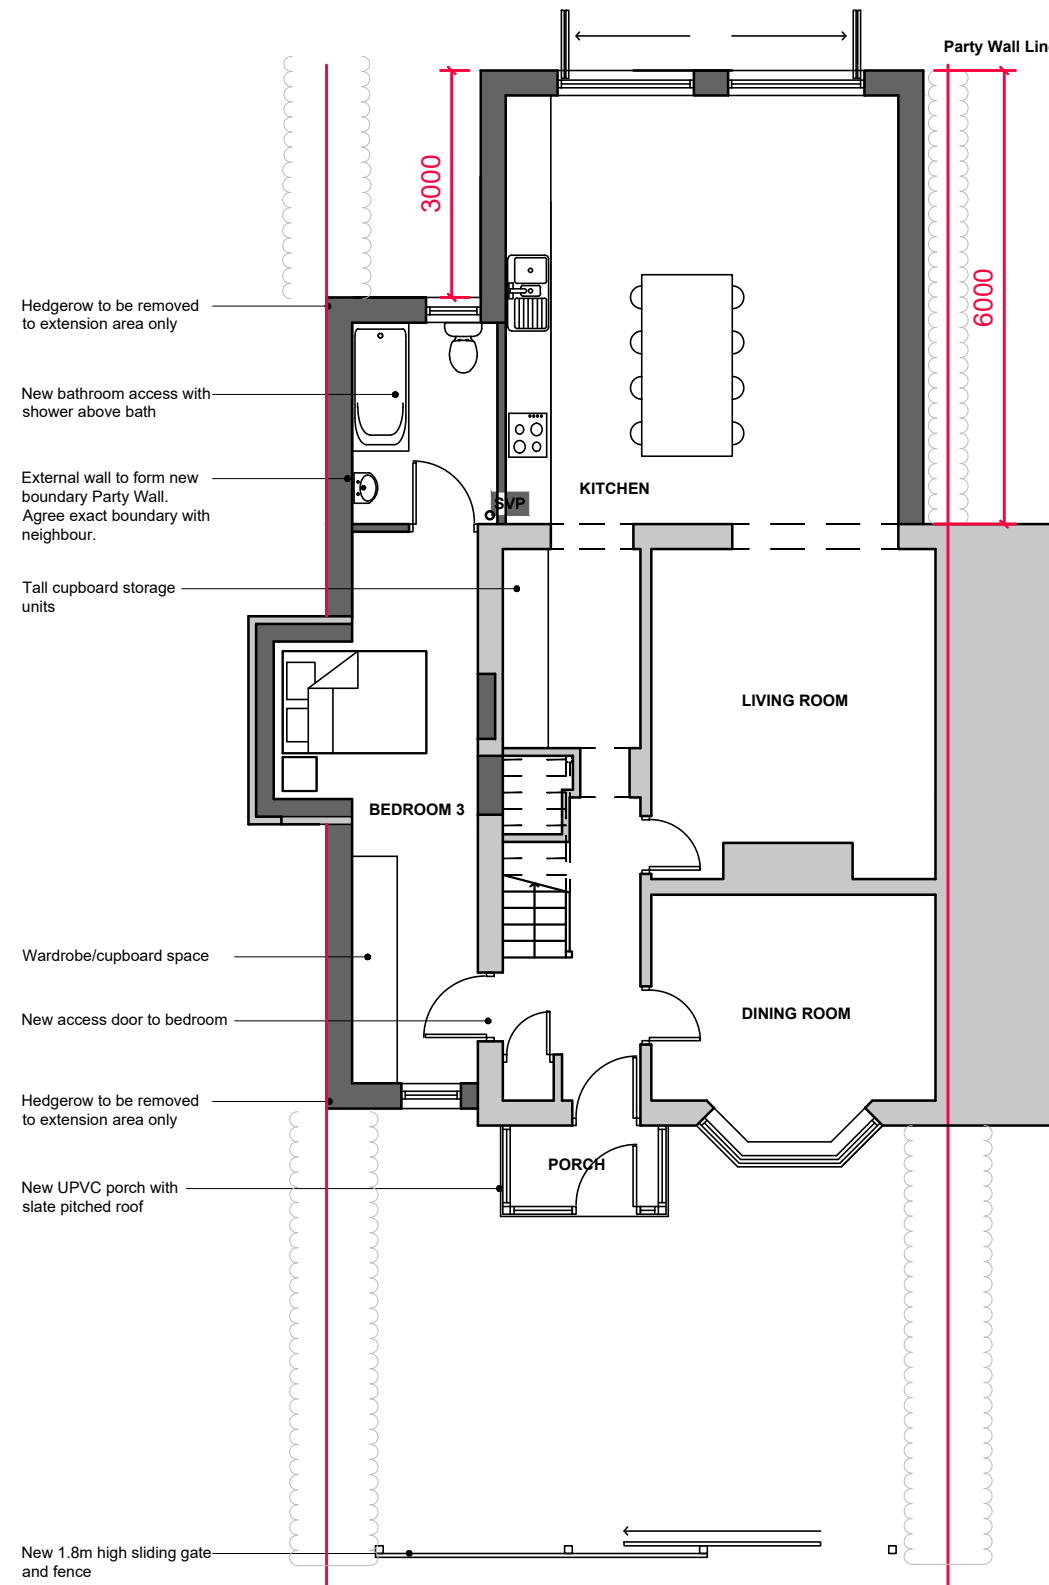 Party Wall Lin
3000
6000
Hedgerow to be removed
to extension area only
New bathroom access with
shower above bath
External wall to form new
boundary Party Wall.
Agree exact boundary with
neighbour.
SVP
KITCHEN
Tall cupboard storage
units
LIVING ROOM
BEDROOM 3
Wardrobe/cupboard space
New access door to bedroom
DINING ROOM
Hedgerow to be removed
to extension area only
PORCH
New UPVC porch with
slate pitched roof
New 1.8m high sliding gate
and fence